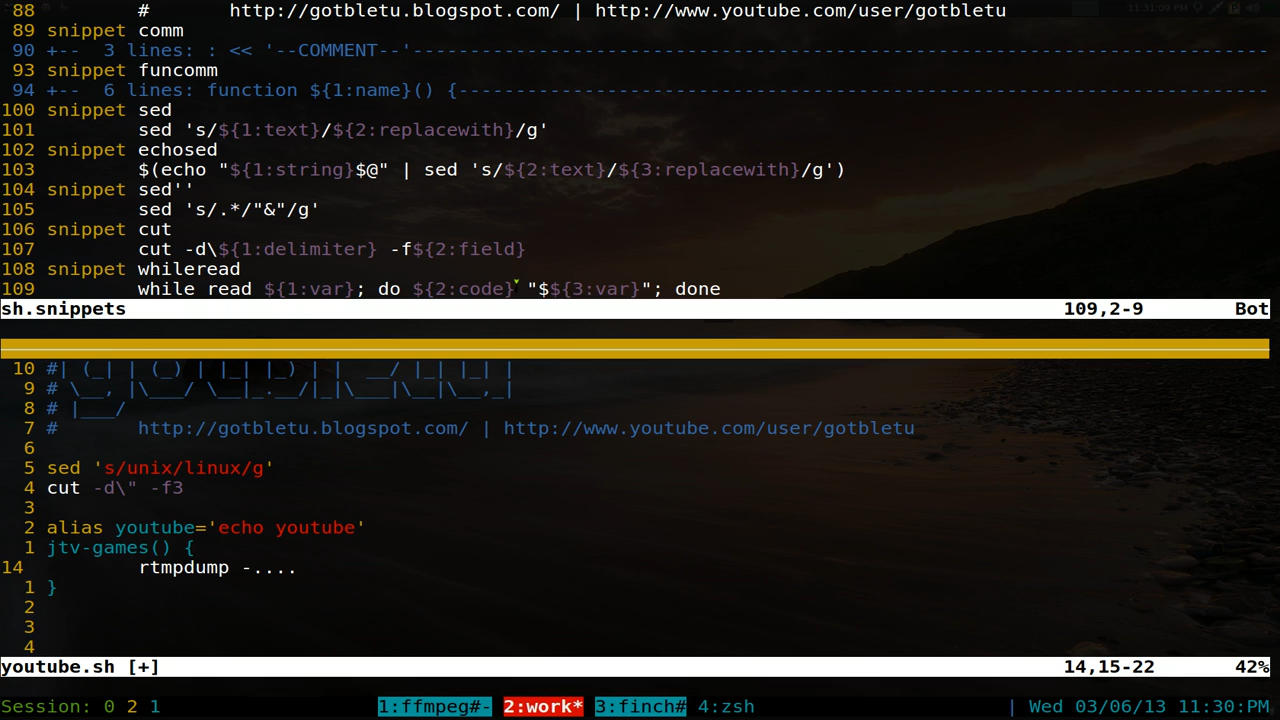 88          #       http://gotbletu.blogspot.com/ | http://www.youtube.com/user/gotbletu
89 snippet comm
90 +--  3 lines: : << '--COMMENT--'---------------------------------------------------------------------------
93 snippet funcomm
94 +--  6 lines: function ${1:name}() {-----------------------------------------------------------------------
100 snippet sed
101         sed 's/${1:text}/${2:replacewith}/g'
102 snippet echosed
103         $(echo "${1:string}$@" | sed 's/${2:text}/${3:replacewith}/g')
104 snippet sed''
105         sed 's/.*/"&"/g'
106 snippet cut
107         cut -d\${1:delimiter} -f${2:field}
108 snippet whileread
109         while read ${1:var}; do ${2:code} "$${3:var}"; done
sh.snippets 109,2-9 Bot
10 #| (_| | (_) | |_| |_) | |  __/ |_| |_| |
9 # \__, |\___/ \__|_.__/|_|\___|\__|\__,_|
8 # |___/
7 #       http://gotbletu.blogspot.com/ | http://www.youtube.com/user/gotbletu
6
5 sed 's/unix/linux/g'
4 cut -d\" -f3
3
2 alias youtube='echo youtube'
1 jtv-games() {
14          rtmpdump -....
1 }
2
3
4
youtube.sh [+] 14,15-22 42%
Session: 0 2 1 1:ffmpeg#- 2:work* 3:finch# 4:zsh | Wed 03/06/13 11:30:PM